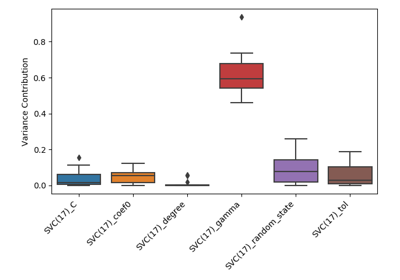 Variance Contribution
0.8
0.6
0.4
0.2
0.0
SVC(17)_C
SVC(17)_coef0
SVC(17)_degree
SVC(17)_gamma
SVC(17)_random_state
SVC(17)_tol